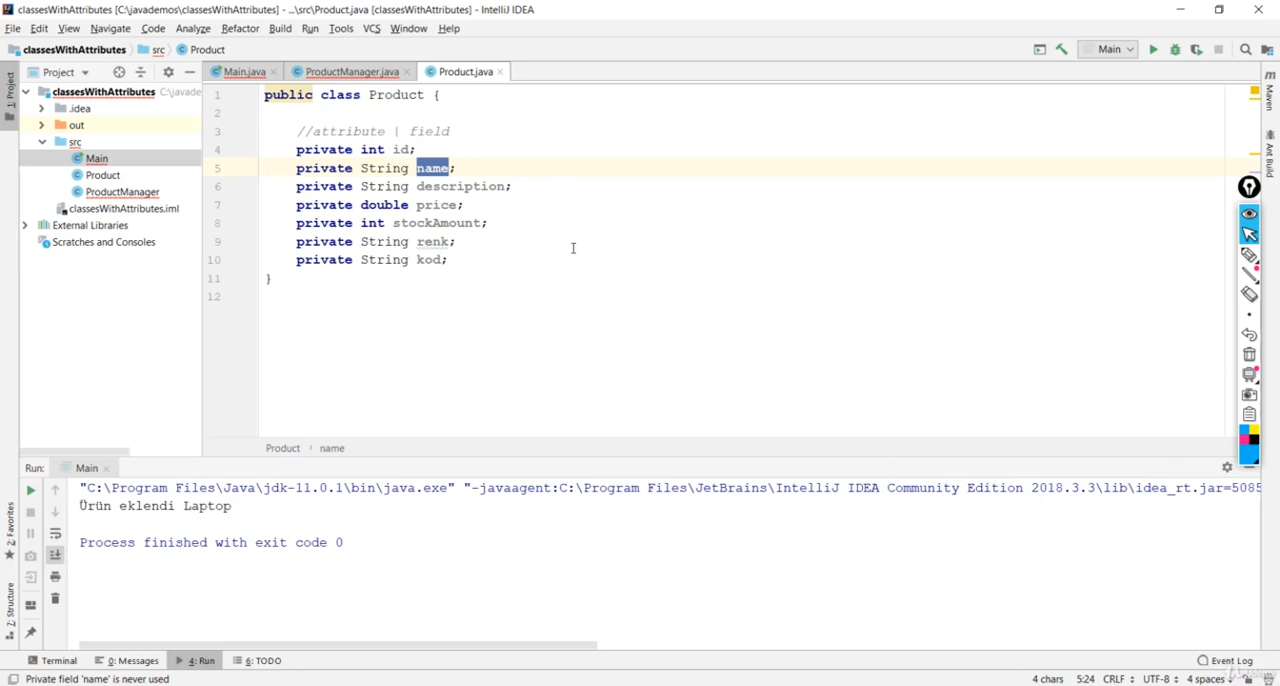 classesWithAttributes [C:\javademos\classesWithAttributes] - ...\src\Product.java [classesWithAttributes] - IntelliJ IDEA
File Edit View Navigate Code Analyze Refactor Build Run Tools VCS Window Help
classesWithAttributes src Product Main
Project
Main.java ProductManager.java Product.java
1: Project
classesWithAttributes C:\javade
.idea
out
src
Main
Product
ProductManager
classesWithAttributes.iml
External Libraries
Scratches and Consoles
1 public class Product {
2
3 //attribute | field
4 private int id;
5 private String name;
6 private String description;
7 private double price;
8 private int stockAmount;
9 private String renk;
10 private String kod;
11 }
12
Product › name
m Maven
Ant Build
Run: Main
"C:\Program Files\Java\jdk-11.0.1\bin\java.exe" "-javaagent:C:\Program Files\JetBrains\IntelliJ IDEA Community Edition 2018.3.3\lib\idea_rt.jar=5085
Ürün eklendi Laptop
Process finished with exit code 0
2: Favorites
Z: Structure
Terminal 0: Messages 4: Run 6: TODO Event Log
Private field 'name' is never used 4 chars 5:24 CRLF UTF-8 4 spaces